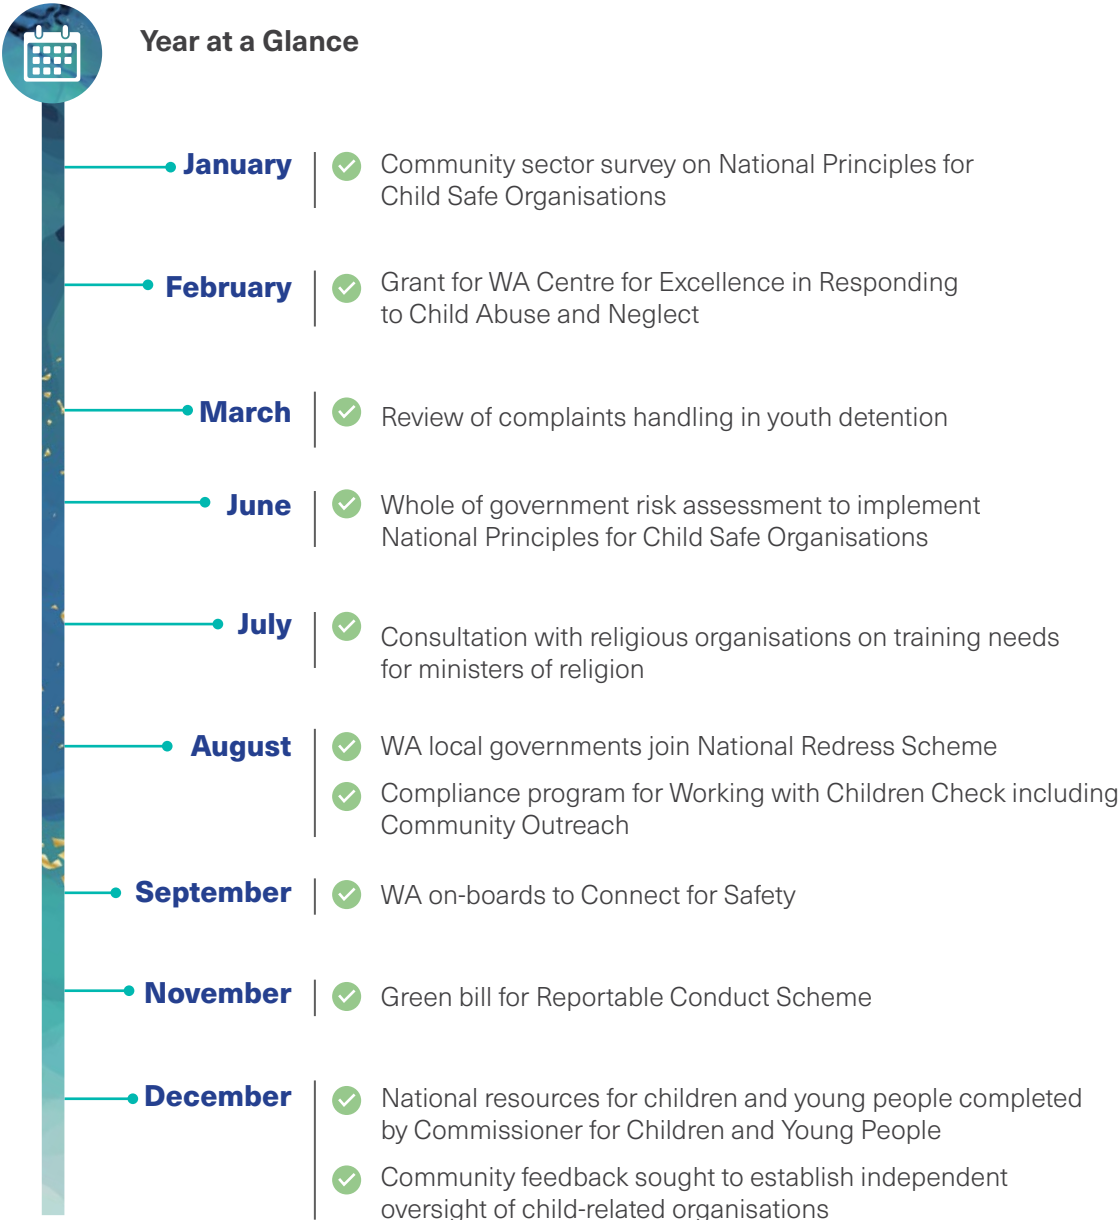 Year at a Glance
January
Community sector survey on National Principles for
Child Safe Organisations
February
Grant for WA Centre for Excellence in Responding
to Child Abuse and Neglect
March
Review of complaints handling in youth detention
June
Whole of government risk assessment to implement
National Principles for Child Safe Organisations
July
Consultation with religious organisations on training needs
for ministers of religion
August
WA local governments join National Redress Scheme
Compliance program for Working with Children Check including
Community Outreach
September
WA on-boards to Connect for Safety
November
Green bill for Reportable Conduct Scheme
December
National resources for children and young people completed
by Commissioner for Children and Young People
Community feedback sought to establish independent
oversight of child-related organisations